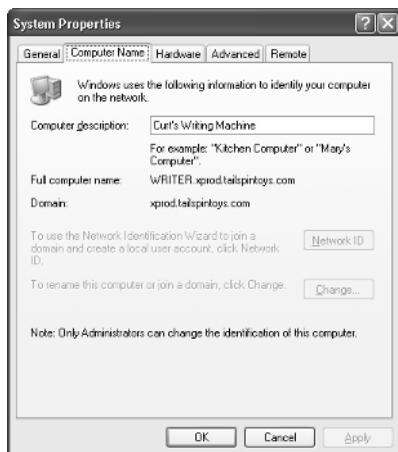 System Properties
General Computer Name Hardware Advanced Remote
Windows uses the following information to identify your computer
on the network.
Computer description: Curt's Writing Machine
For example: "Kitchen Computer" or "Mary's
Computer".
Full computer name: WRITER.xprod.tailspintoys.com
Domain: xprod.tailspintoys.com
To use the Network Identification Wizard to join a
domain and create a local user account, click Network
ID.
Network ID
To rename this computer or join a domain, click Change.
Change...
Note: Only Administrators can change the identification of this computer.
OK Cancel Apply